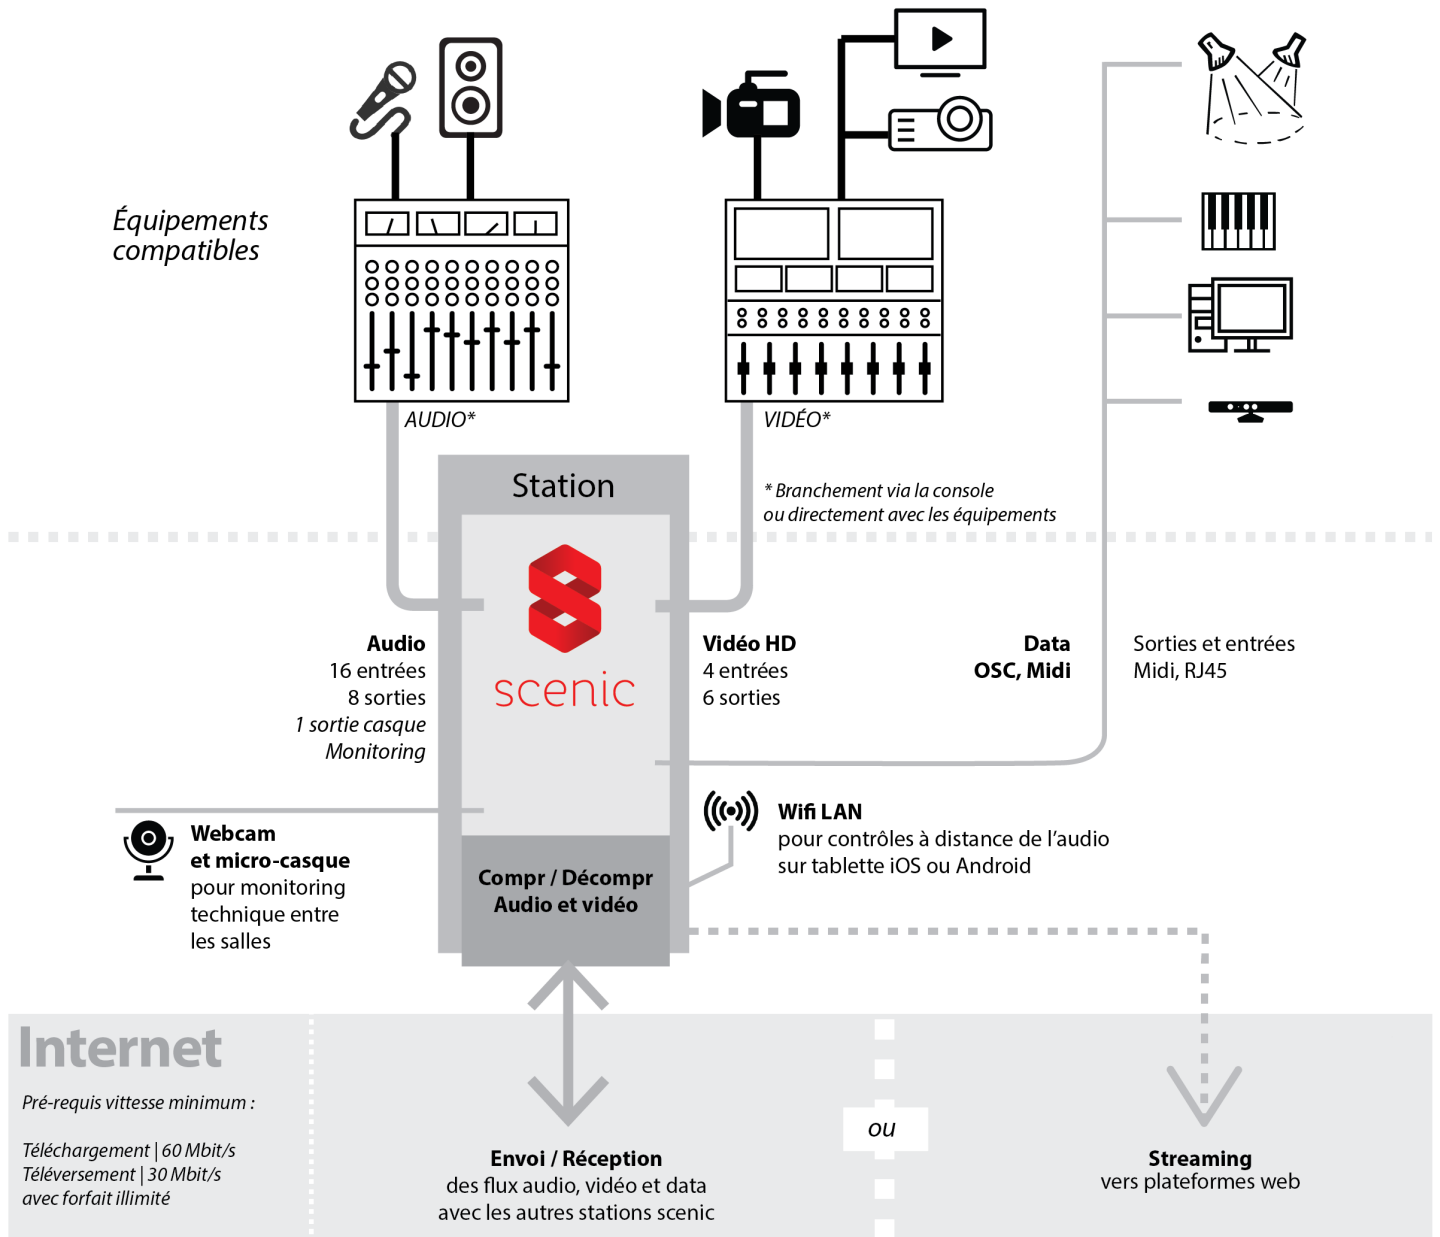 Équipements
compatibles
AUDIO*
VIDÉO*
* Branchement via la console
ou directement avec les équipements
Station
scenic
Audio
16 entrées
8 sorties
1 sortie casque
Monitoring
Vidéo HD
4 entrées
6 sorties
Data
OSC, Midi
Sorties et entrées
Midi, RJ45
Webcam
et micro-casque
pour monitoring
technique entre
les salles
Wifi LAN
pour contrôles à distance de l'audio
sur tablette iOS ou Android
Compr / Décompr
Audio et vidéo
Internet
Pré-requis vittesse minimum :
Téléchargement | 60 Mbit/s
Téléversement | 30 Mbit/s
avec forfait illimité
Envoi / Réception
des flux audio, vidéo et data
avec les autres stations scenic
ou
Streaming
vers plateformes web